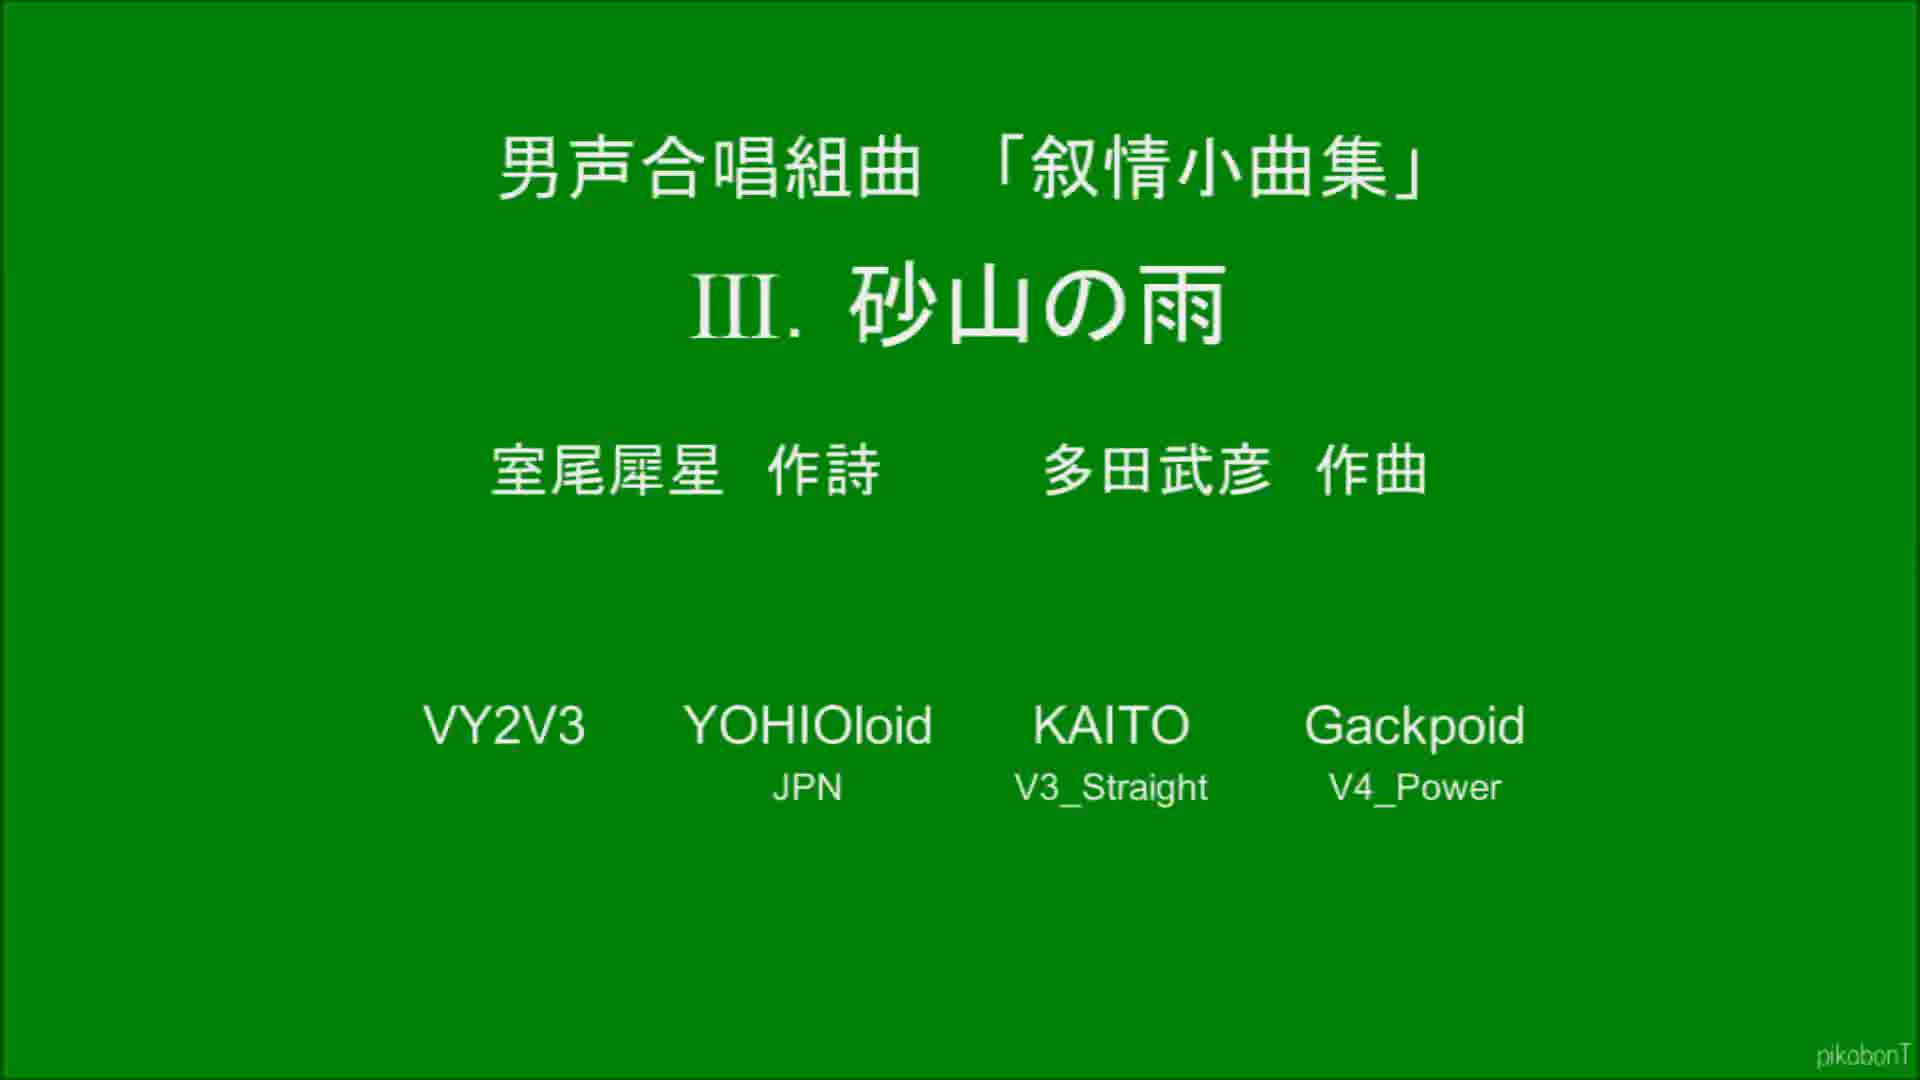 男声合唱組曲　「叙情小曲集」
III. 砂山の雨
室尾犀星　作詩　　　多田武彦　作曲
VY2V3　YOHIOloid　KAITO　Gackpoid
JPN　V3_Straight　V4_Power
pikabonT